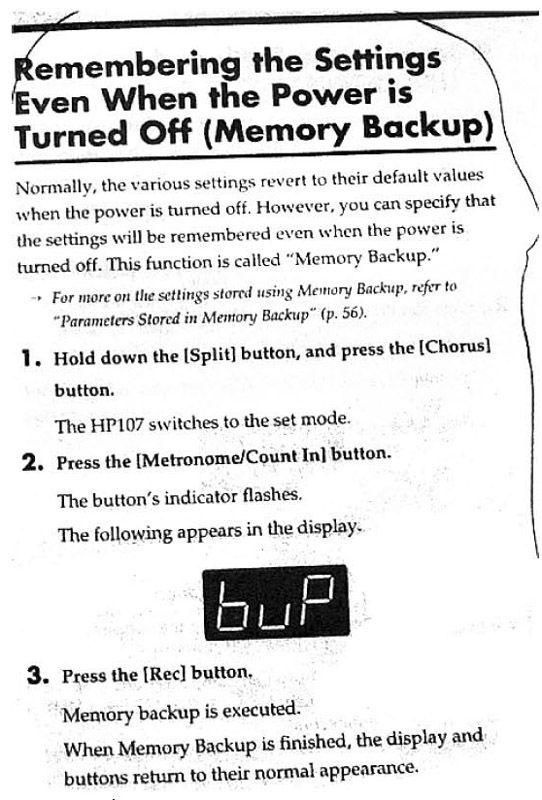 Remembering the Settings
Even When the Power is
Turned Off (Memory Backup)
Normally, the various settings revert to their default values
when the power is turned off. However, you can specify that
the settings will be remembered even when the power is
turned off. This function is called “Memory Backup.”
→ For more on the settings stored using Memory Backup, refer to
“Parameters Stored in Memory Backup” (p. 56).
1. Hold down the [Split] button, and press the [Chorus]
button.
The HP107 switches to the set mode.
2. Press the [Metronome/Count In] button.
The button’s indicator flashes.
The following appears in the display.
buP
3. Press the [Rec] button.
Memory backup is executed.
When Memory Backup is finished, the display and
buttons return to their normal appearance.